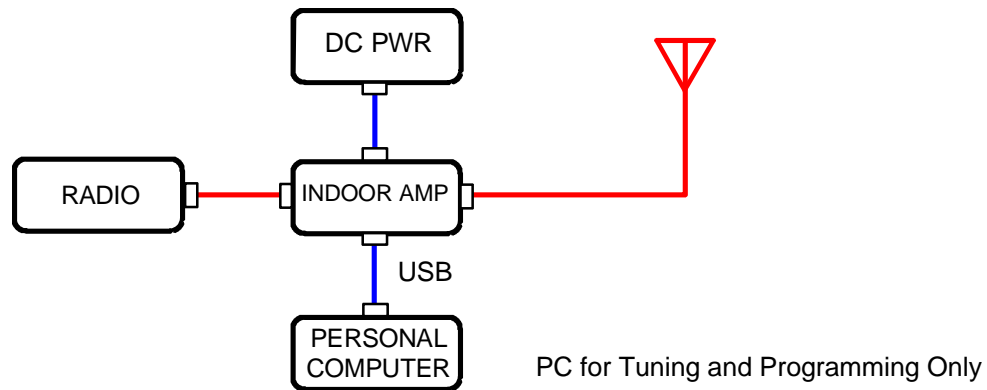 DC PWR
RADIO
INDOOR AMP
USB
PERSONAL
COMPUTER
PC for Tuning and Programming Only